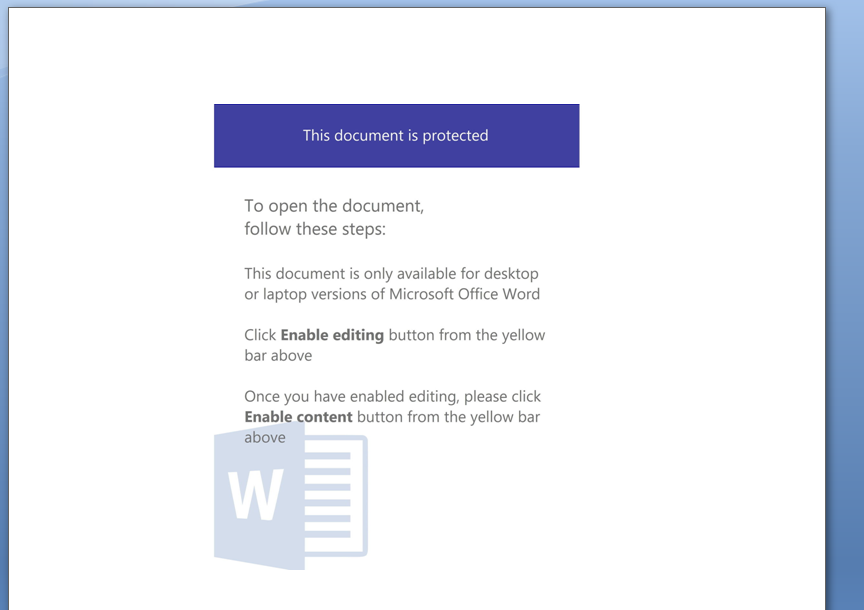 This document is protected
To open the document,
follow these steps:
This document is only available for desktop
or laptop versions of Microsoft Office Word
Click Enable editing button from the yellow
bar above
Once you have enabled editing, please click
Enable content button from the yellow bar
above
W